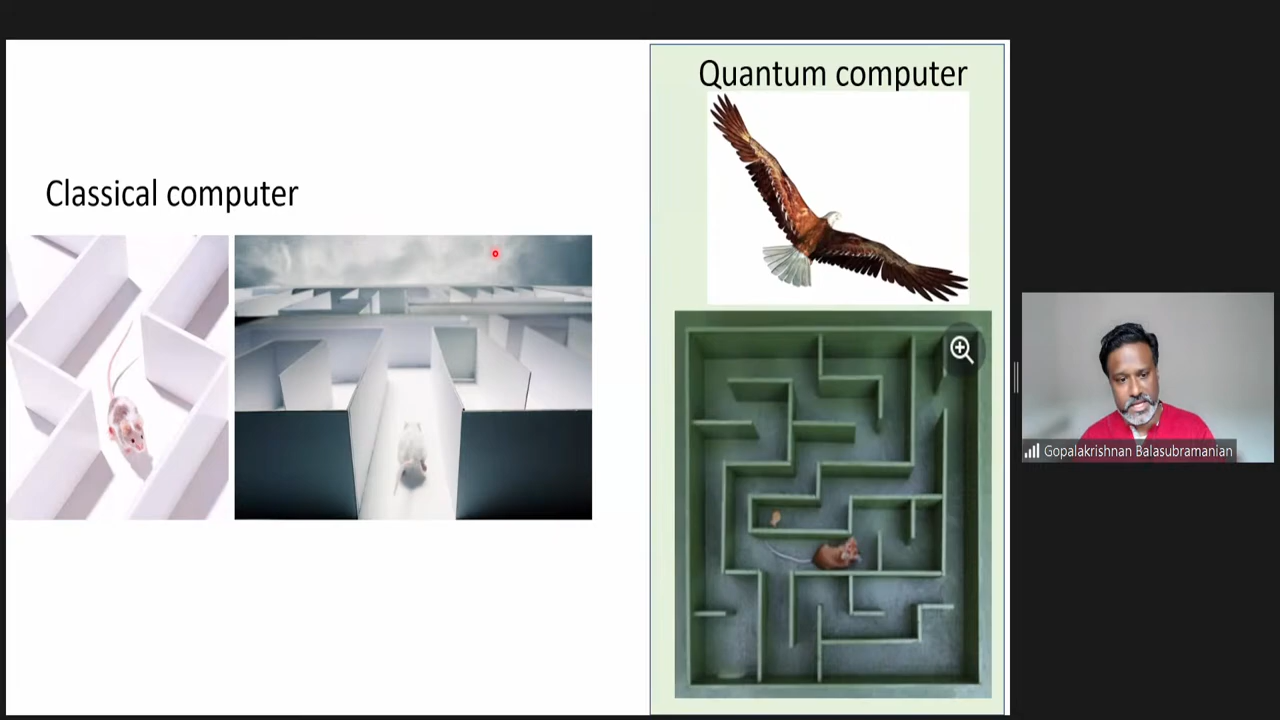 Classical computer
Quantum computer
Gopalakrishnan Balasubramanian